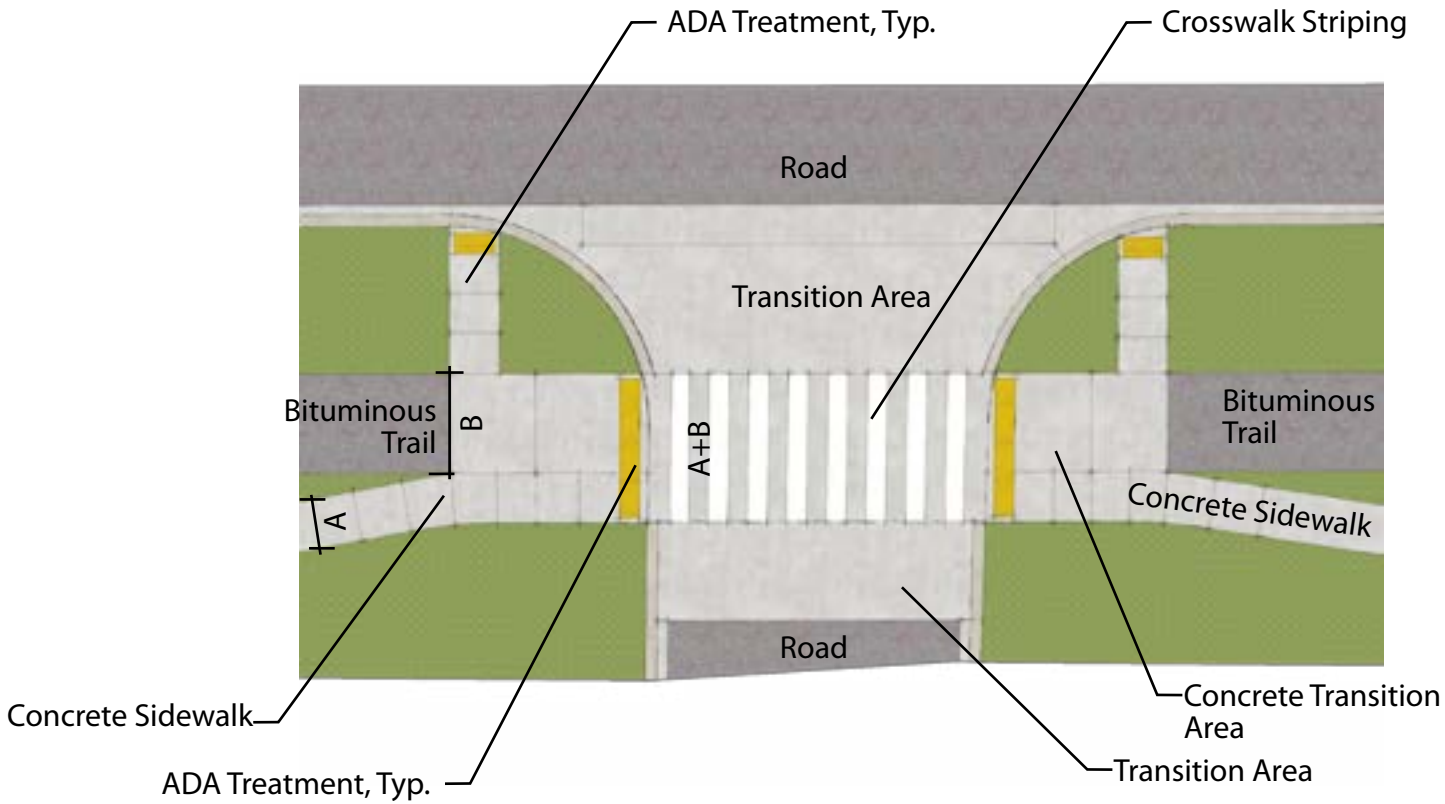 ADA Treatment, Typ.
Crosswalk Striping
Road
Transition Area
Bituminous
Trail
B
A+B
Bituminous
Trail
A
Concrete Sidewalk
Road
Concrete Sidewalk
Concrete Transition
Area
ADA Treatment, Typ.
Transition Area